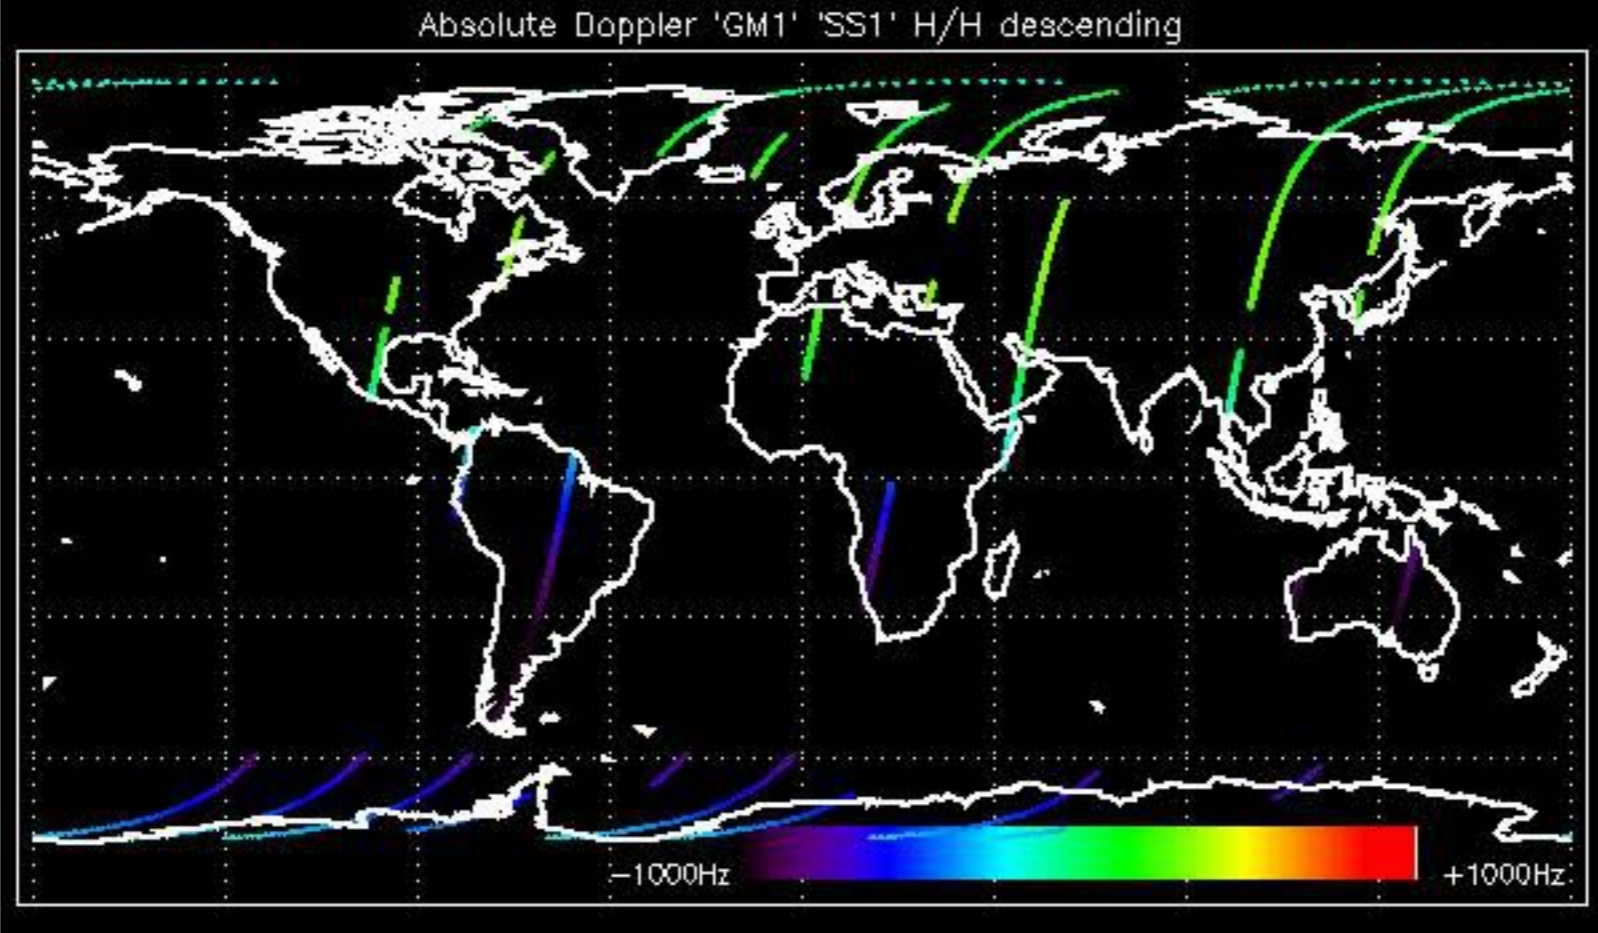 Absolute Doppler 'GM1' 'SS1' H/H descending
−1000Hz +1000Hz